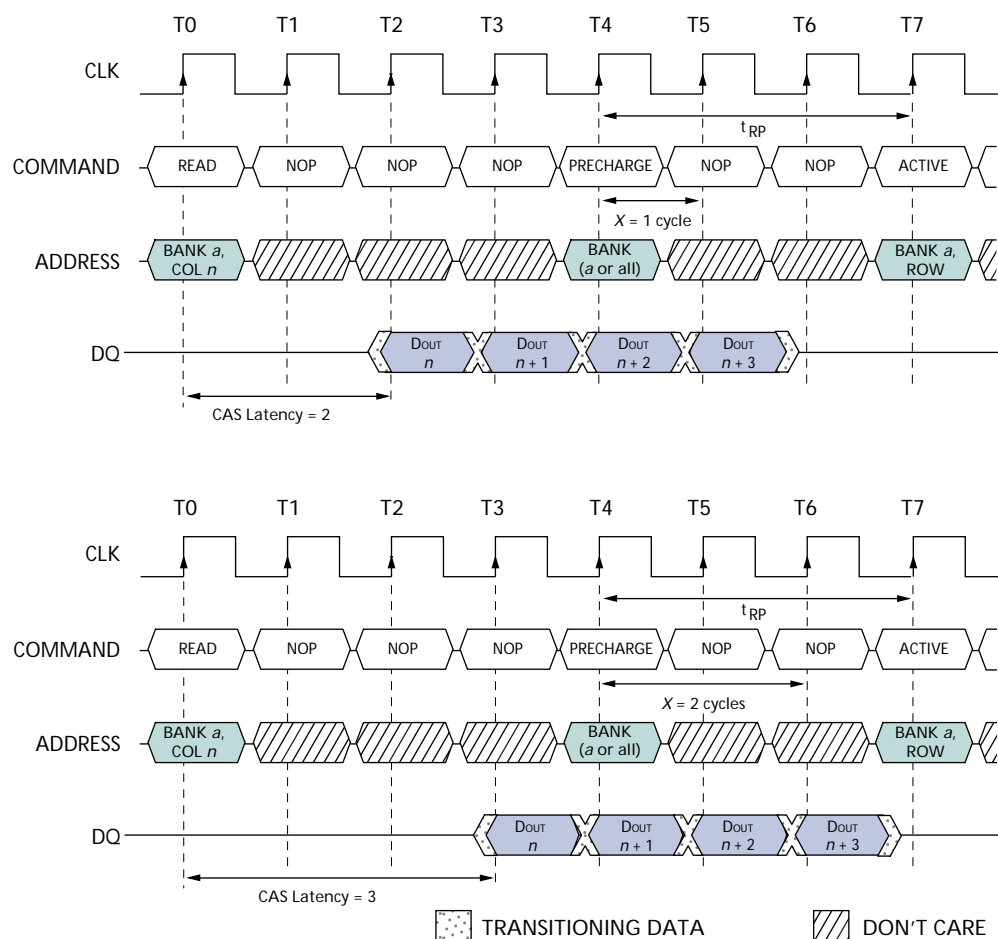 T0 T1 T2 T3 T4 T5 T6 T7
CLK
tRP
COMMAND READ NOP NOP NOP PRECHARGE NOP NOP ACTIVE
X = 1 cycle
ADDRESS BANK a, COL n BANK (a or all) BANK a, ROW
DQ DOUT n DOUT n + 1 DOUT n + 2 DOUT n + 3
CAS Latency = 2
T0 T1 T2 T3 T4 T5 T6 T7
CLK
tRP
COMMAND READ NOP NOP NOP PRECHARGE NOP NOP ACTIVE
X = 2 cycles
ADDRESS BANK a, COL n BANK (a or all) BANK a, ROW
DQ DOUT n DOUT n + 1 DOUT n + 2 DOUT n + 3
CAS Latency = 3
TRANSITIONING DATA DON'T CARE